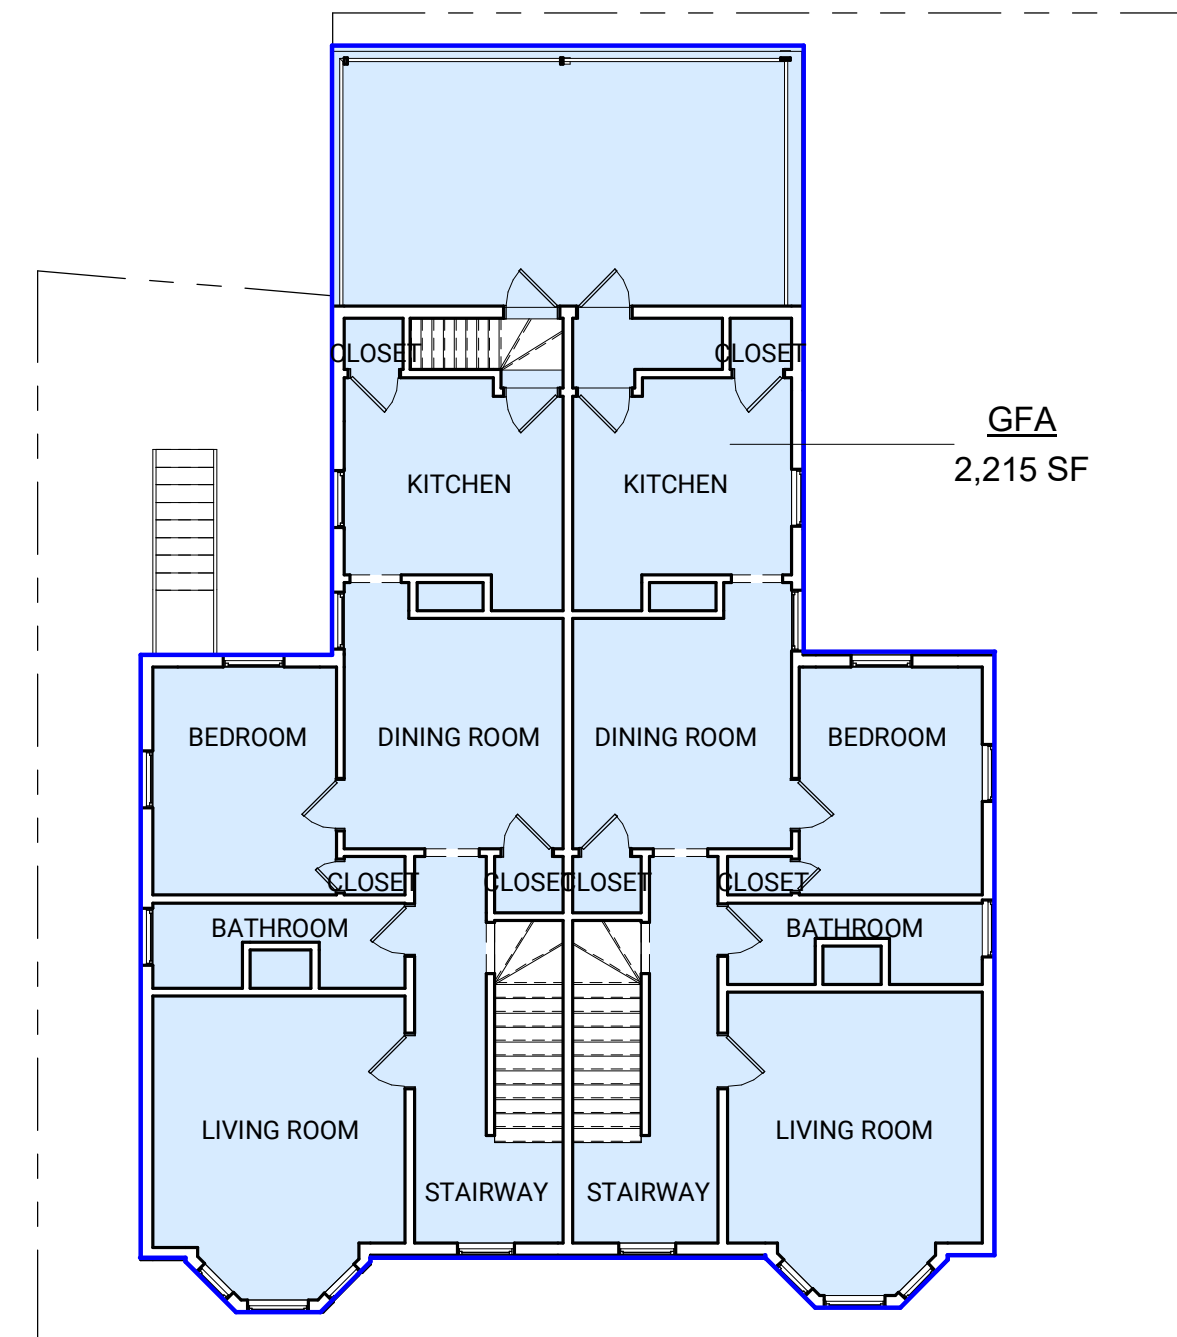 CLOSET CLOSET
GFA
2,215 SF
KITCHEN KITCHEN
BEDROOM DINING ROOM DINING ROOM BEDROOM
CLOSET CLOSET CLOSET CLOSET
BATHROOM BATHROOM
LIVING ROOM LIVING ROOM
STAIRWAY STAIRWAY